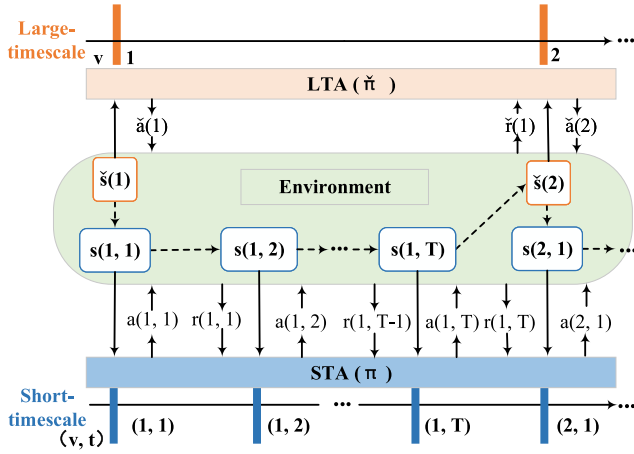 Large-
timescale
v 1 2
LTA ( π̌ )
ǎ(1) ř(1) ǎ(2)
š(1) Environment š(2)
s(1, 1) s(1, 2) ... s(1, T) s(2, 1) ...
a(1, 1) r(1, 1) a(1, 2) r(1, T-1) a(1, T) r(1, T) a(2, 1)
STA ( π )
Short-
timescale
(v, t) (1, 1) (1, 2) ... (1, T) (2, 1) ...